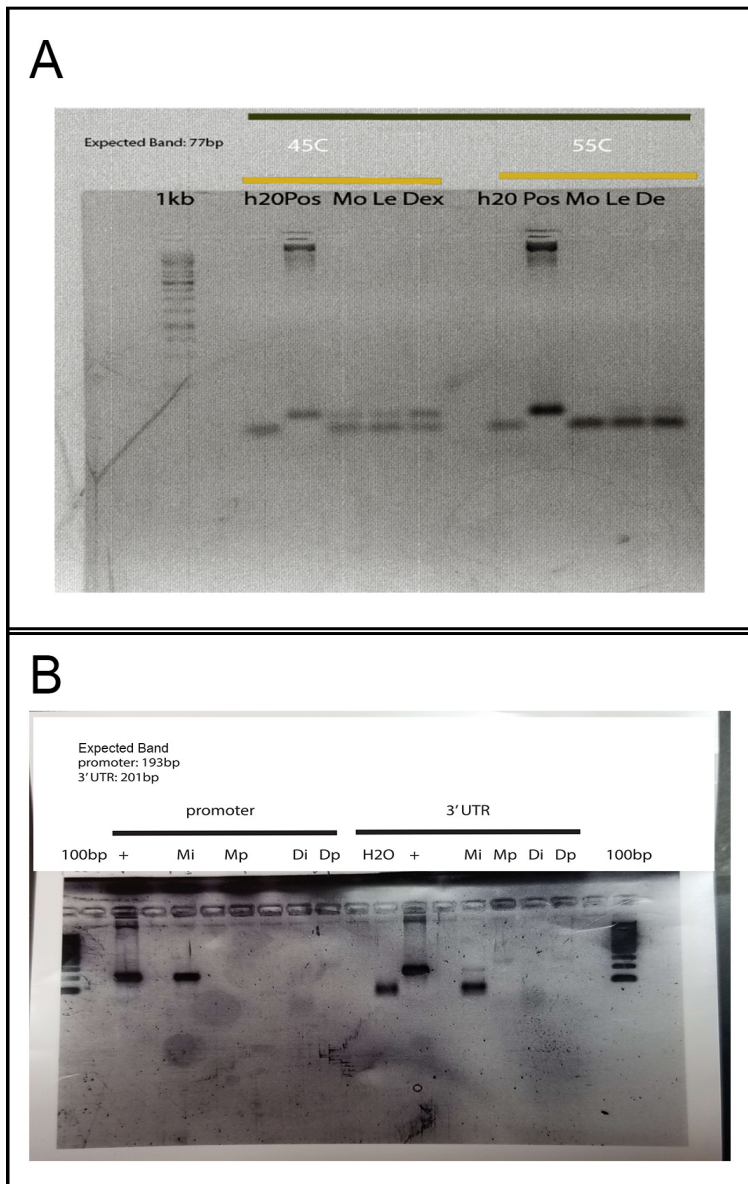 A
Expected Band: 77bp
45C 55C
1kb h20Pos Mo Le Dex h20 Pos Mo Le De
B
Expected Band
promoter: 193bp
3' UTR: 201bp
promoter 3' UTR
100bp + Mi Mp Di Dp H2O + Mi Mp Di Dp 100bp